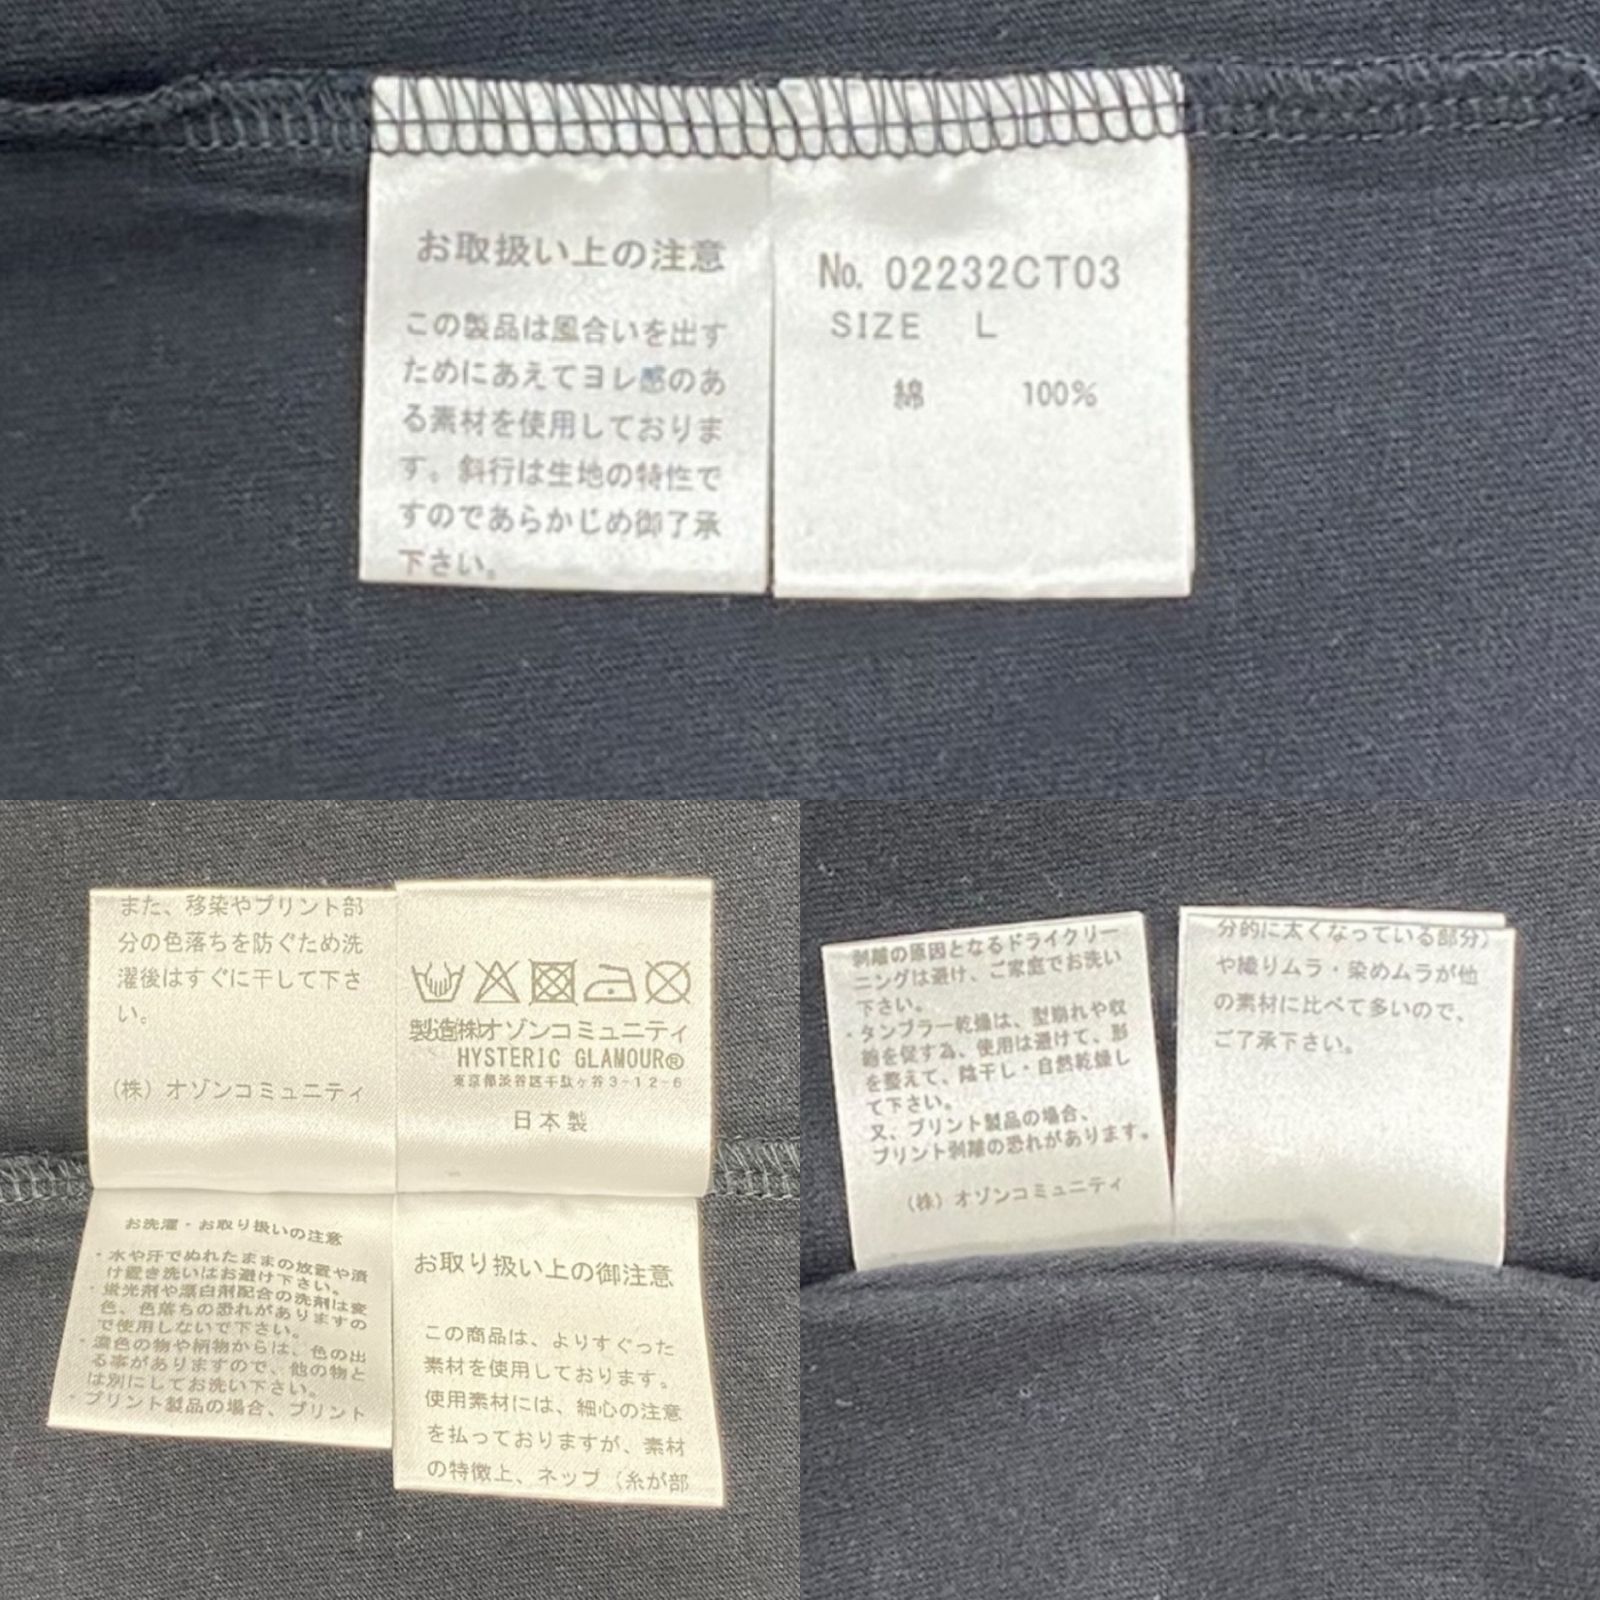 お取扱い上の注意
この製品は風合いを出す
ためにあえてヨレ感のあ
る素材を使用しておりま
す。斜行は生地の特性で
すのであらかじめ御了承
下さい。
No. 02232CT03
SIZE L
綿 100%
また、移染やプリント部
分の色落ちを防ぐため洗
濯後はすぐに干して下さ
い。
(株) オゾンコミュニティ
製造㈱オゾンコミュニティ
HYSTERIC GLAMOUR®
東京都渋谷区千駄ヶ谷3-12-6
日本製
お洗濯・お取り扱いの注意
・水や汗でぬれたままの放置や漬
け置き洗いはお避け下さい。
・蛍光剤や漂白剤配合の洗剤は変
色、色落ちの恐れがありますの
で使用しないで下さい。
・濃色の物や柄物からは、色の出
る事がありますので、他の物と
は別にしてお洗い下さい。
・プリント製品の場合、プリント
お取り扱い上の御注意
この商品は、よりすぐった
素材を使用しております。
使用素材には、細心の注意
を払っておりますが、素材
の特徴上、ネップ（糸が部
剥離の原因となるドライクリー
ニングは避け、ご家庭でお洗い
下さい。
・タンブラー乾燥は、型崩れや収
縮を促す為、使用は避けて、形
を整えて、陰干し・自然乾燥し
て下さい。
又、プリント製品の場合、
プリント剥離の恐れがあります。
(株) オゾンコミュニティ
分的に太くなっている部分）
や織りムラ・染めムラが他
の素材に比べて多いので、
ご了承下さい。